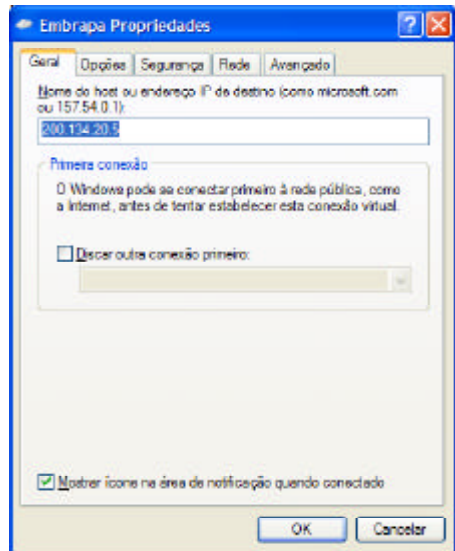 Embrapa Propriedades
Geral Opções Segurança Rede Avançado
Nome do host ou endereço IP de destino (como microsoft.com
ou 157.54.0.1):
200.134.20.5
Primeira conexão
O Windows pode se conectar primeiro à rede pública, como
a Internet, antes de tentar estabelecer esta conexão virtual.
Discar outra conexão primeiro:
Mostrar ícone na área de notificação quando conectado
OK Cancelar